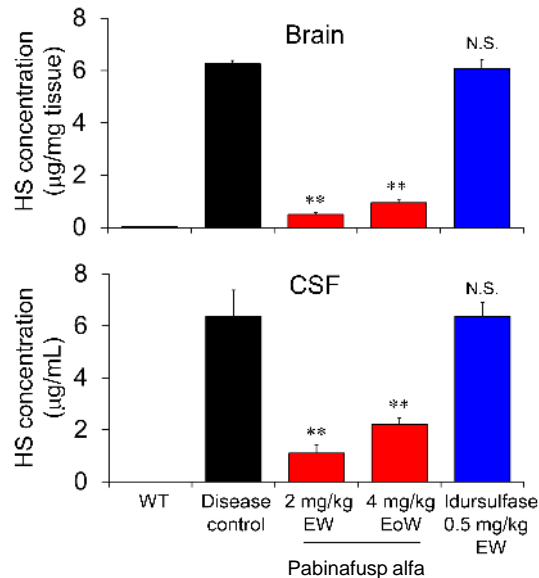 Brain
HS concentration
(μg/mg tissue)
8
6
4
2
0
**
**
N.S.
CSF
HS concentration
(μg/mL)
8
6
4
2
0
**
**
N.S.
WT
Disease
control
2 mg/kg
EW
4 mg/kg
EoW
Idursulfase
0.5 mg/kg
EW
Pabinafusp alfa